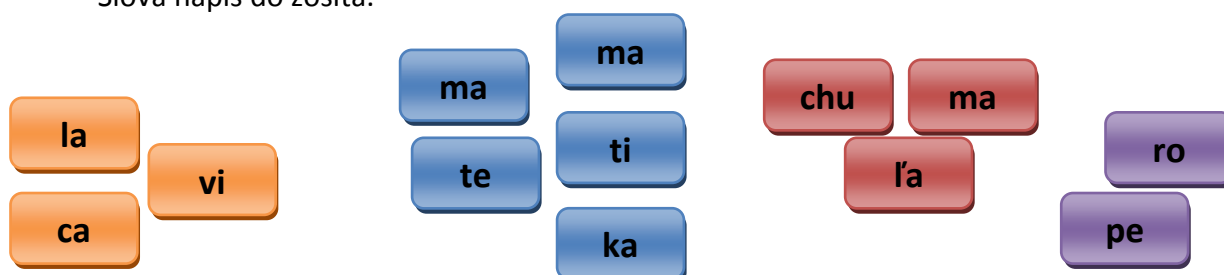 Slová napíš do zošita.
la
vi
ca
ma
ma
te
ti
ka
chu
ma
ľa
ro
pe